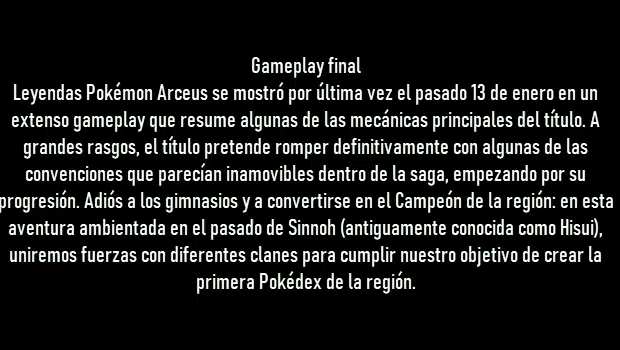 Gameplay final
Leyendas Pokémon Arceus se mostró por última vez el pasado 13 de enero en un
extenso gameplay que resume algunas de las mecánicas principales del título. A
grandes rasgos, el título pretende romper definitivamente con algunas de las
convenciones que parecían inamovibles dentro de la saga, empezando por su
progresión. Adiós a los gimnasios y a convertirse en el Campeón de la región: en esta
aventura ambientada en el pasado de Sinnoh (antiguamente conocida como Hisui),
uniremos fuerzas con diferentes clanes para cumplir nuestro objetivo de crear la
primera Pokédex de la región.